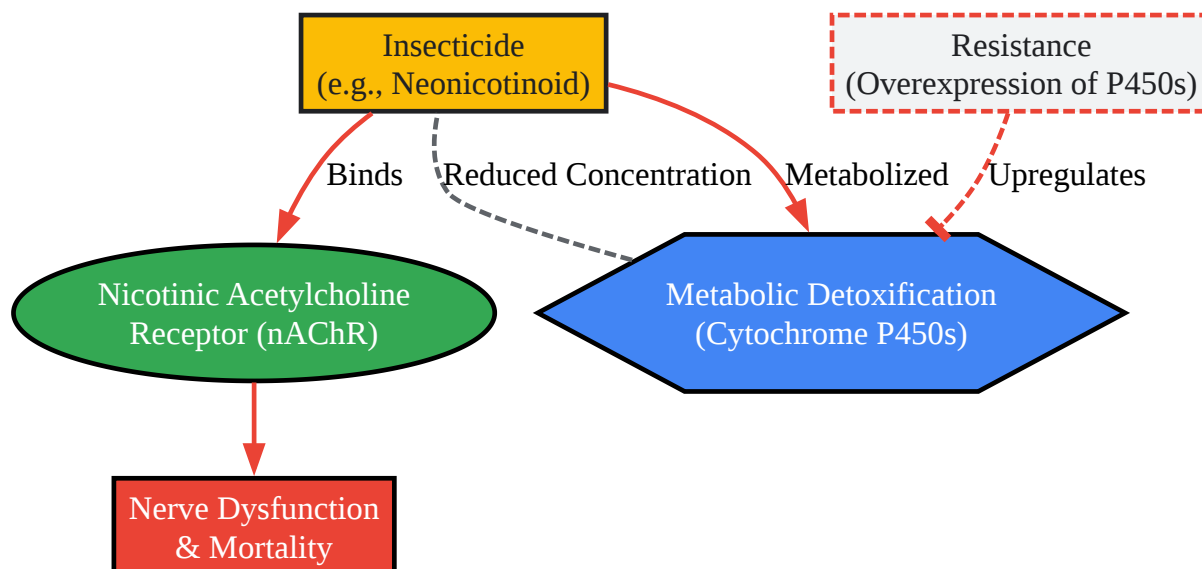 Insecticide
(e.g., Neonicotinoid)
Resistance
(Overexpression of P450s)
Binds
Reduced Concentration
Metabolized
Upregulates
Nicotinic Acetylcholine
Receptor (nAChR)
Metabolic Detoxification
(Cytochrome P450s)
Nerve Dysfunction
& Mortality